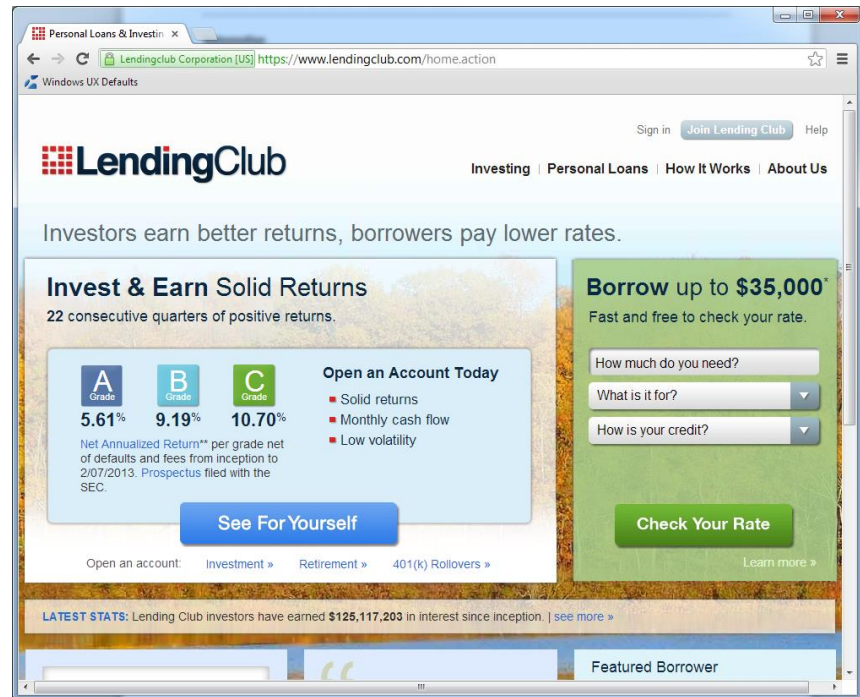 Personal Loans & Investin
Lendingclub Corporation [US] https://www.lendingclub.com/home.action
Windows UX Defaults
Sign in Join Lending Club Help
LendingClub
Investing Personal Loans How It Works About Us
Investors earn better returns, borrowers pay lower rates.
Invest & Earn Solid Returns
22 consecutive quarters of positive returns.
A Grade
5.61%
B Grade
9.19%
C Grade
10.70%
Net Annualized Return** per grade net
of defaults and fees from inception to
2/07/2013. Prospectus filed with the
SEC.
Open an Account Today
Solid returns
Monthly cash flow
Low volatility
See For Yourself
Open an account: Investment » Retirement » 401(k) Rollovers »
Borrow up to $35,000*
Fast and free to check your rate.
How much do you need?
What is it for?
How is your credit?
Check Your Rate
Learn more »
LATEST STATS: Lending Club investors have earned $125,117,203 in interest since inception. | see more »
Featured Borrower